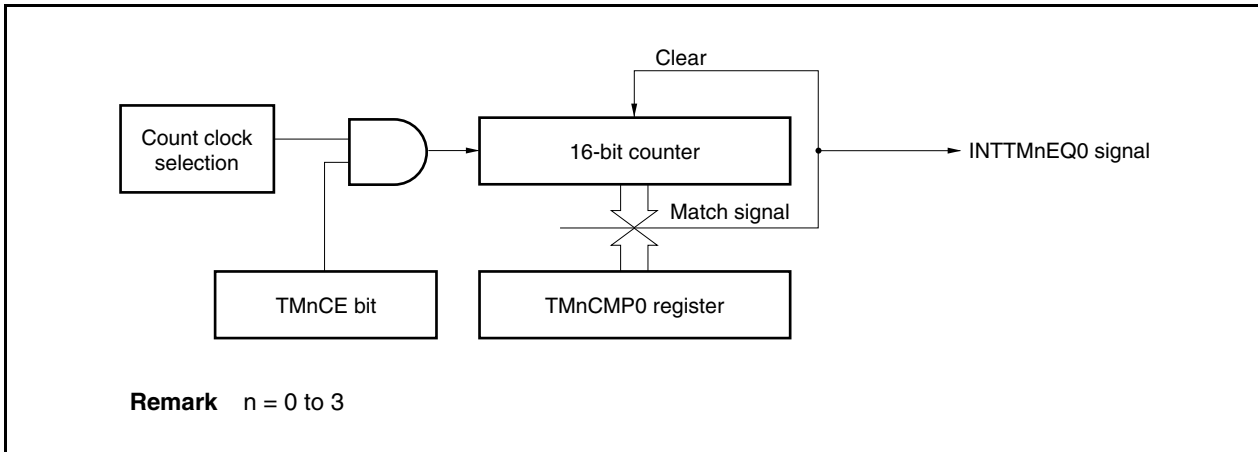 Clear
Count clock
selection
16-bit counter
INTTMnEQ0 signal
Match signal
TMnCE bit
TMnCMP0 register
Remark n = 0 to 3